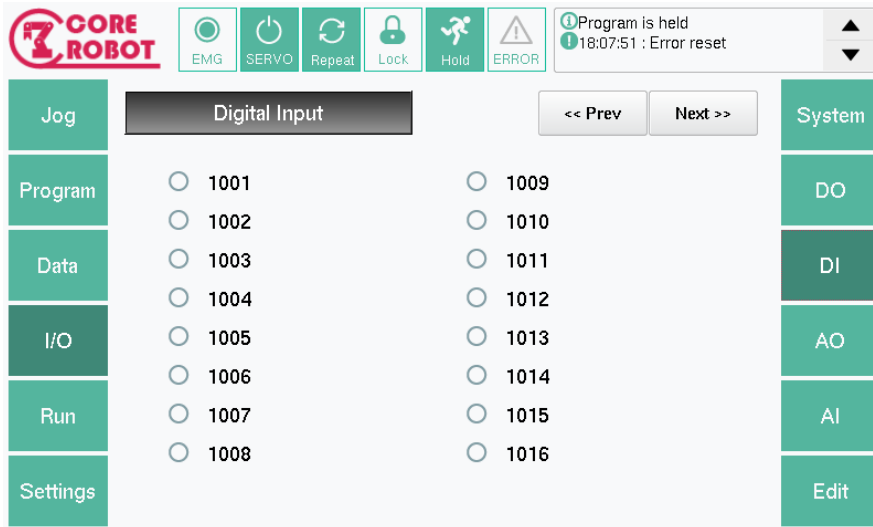 CORE
ROBOT
EMG
SERVO
Repeat
Lock
Hold
ERROR
Program is held
18:07:51 : Error reset
Jog
Program
Data
I/O
Run
Settings
Digital Input
<< Prev
Next >>
1001
1002
1003
1004
1005
1006
1007
1008
1009
1010
1011
1012
1013
1014
1015
1016
System
DO
DI
AO
AI
Edit